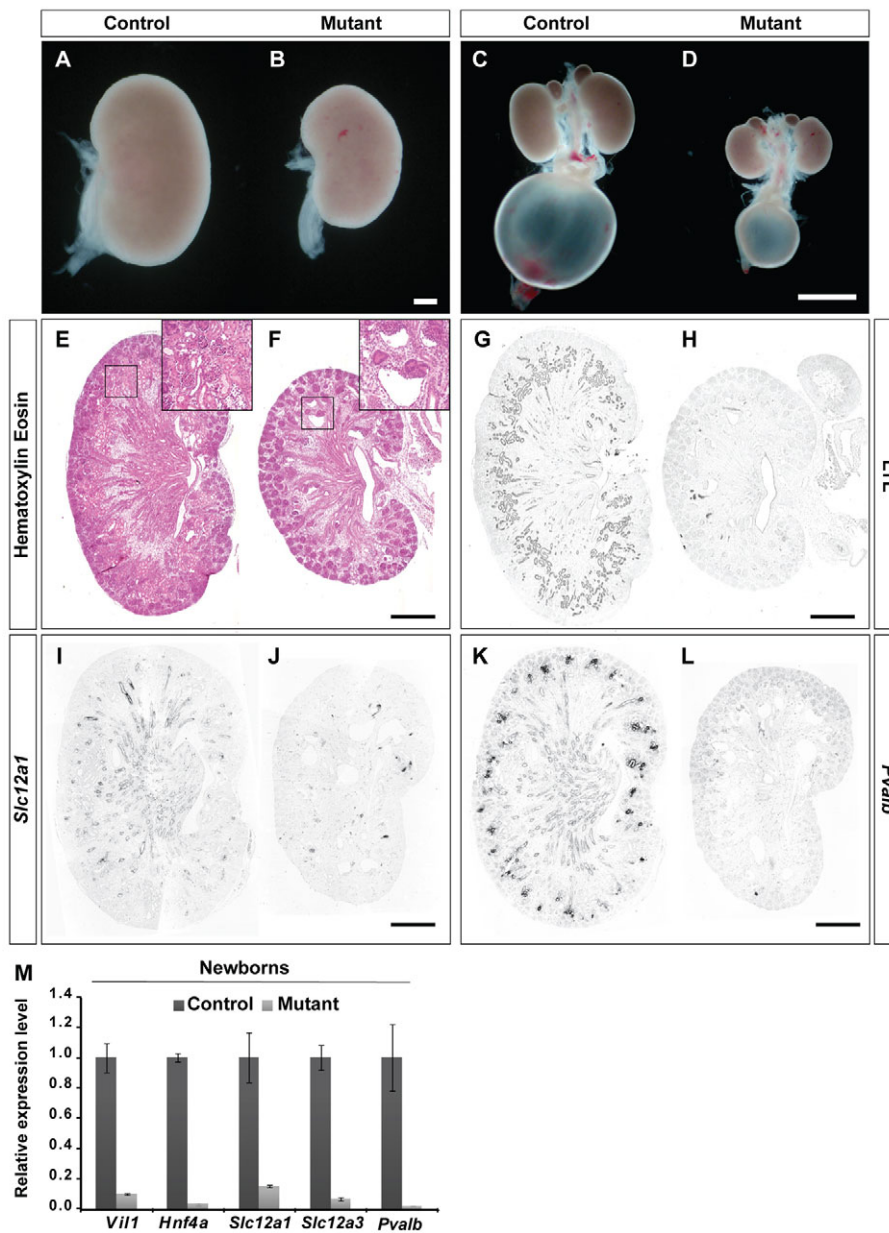 Control Mutant Control Mutant
A B C D
Hematoxylin Eosin
E F G H
I J K L
Slc12a1
Pvalb
M Newborns
Control Mutant
Relative expression level
1.4
1.2
1.0
0.8
0.6
0.4
0.2
0.0
Vil1 Hnf4a Slc12a1 Slc12a3 Pvalb